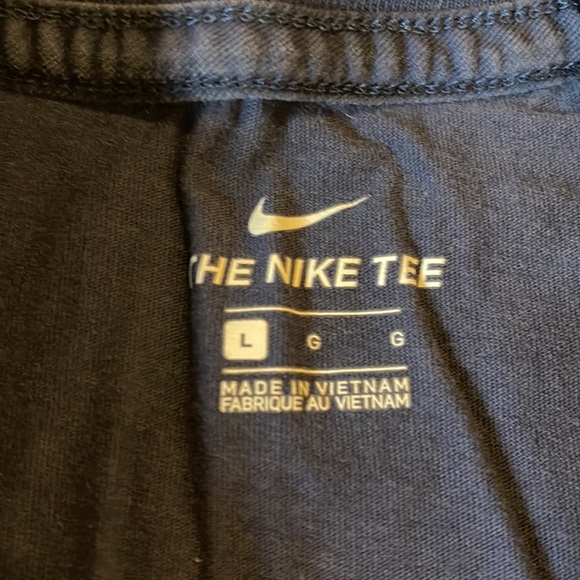 THE NIKE TEE
L G G
MADE IN VIETNAM
FABRIQUE AU VIETNAM